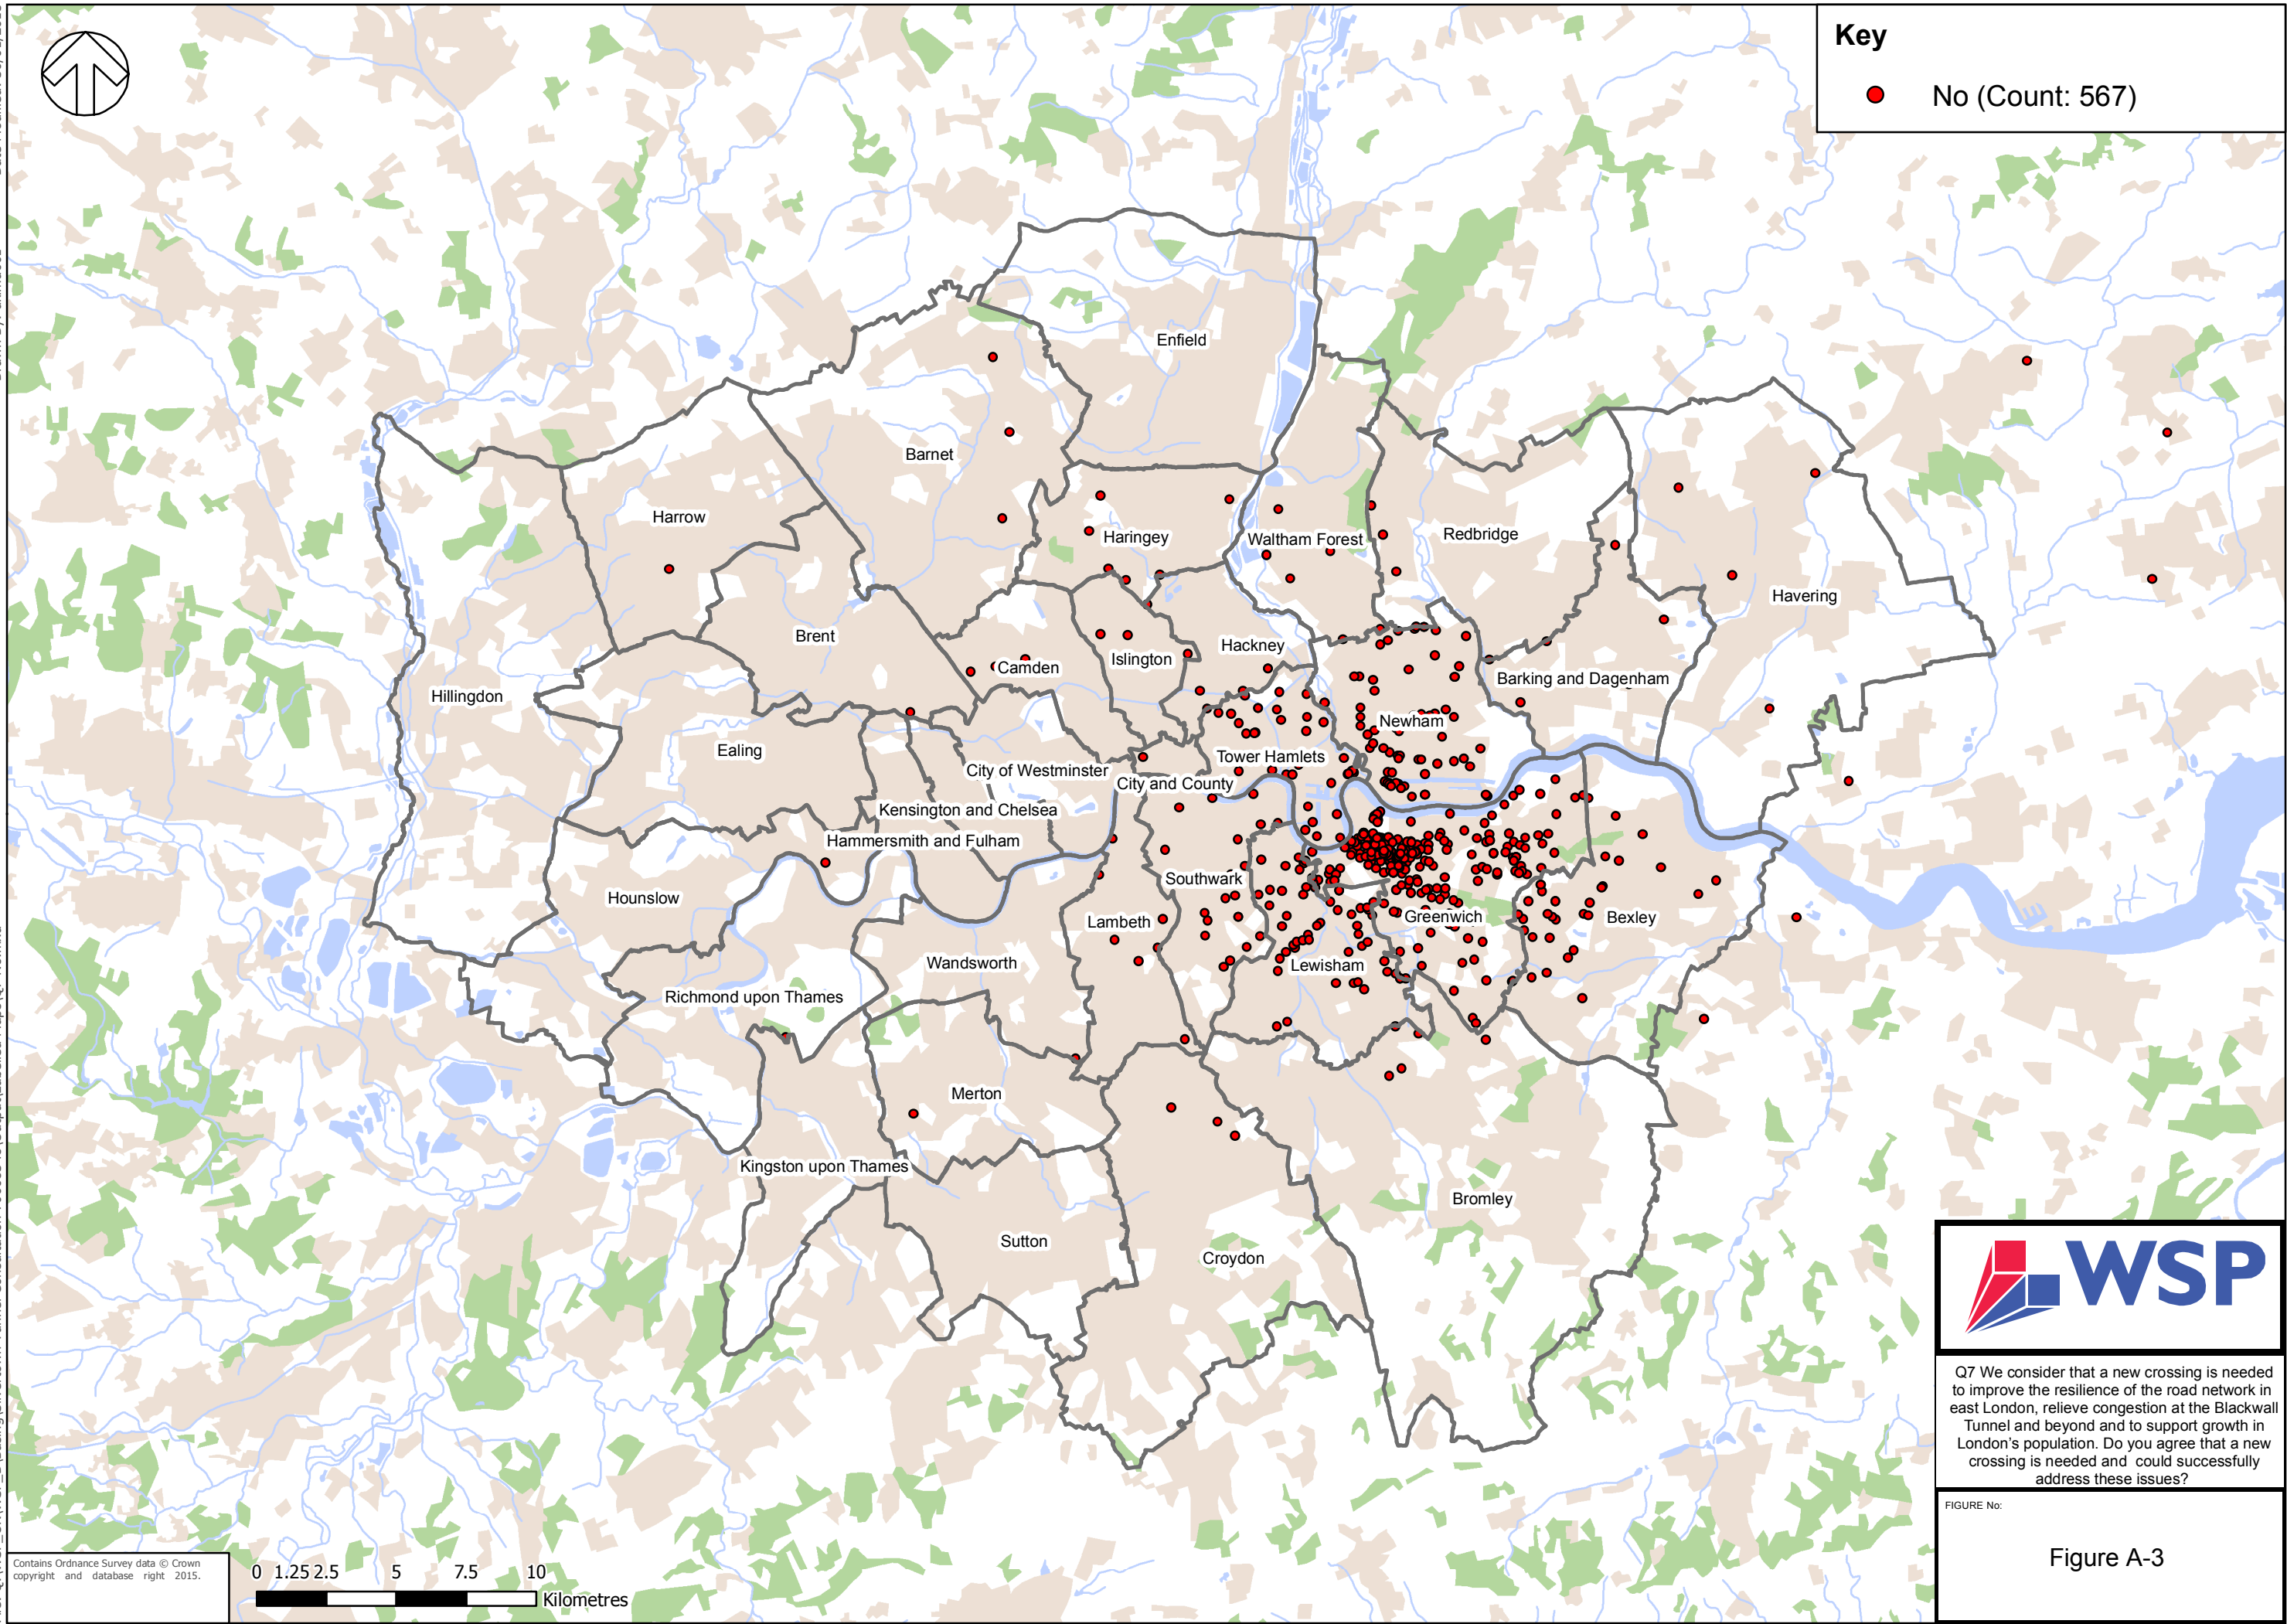 Key
No (Count: 567)
Enfield
Barnet
Harrow
Haringey
Waltham Forest
Redbridge
Havering
Brent
Hackney
Islington
Camden
Barking and Dagenham
Hillingdon
Newham
Ealing
Tower Hamlets
City of Westminster
City and County
Kensington and Chelsea
Hammersmith and Fulham
Southwark
Hounslow
Greenwich
Bexley
Lambeth
Wandsworth
Lewisham
Richmond upon Thames
Merton
Kingston upon Thames
Bromley
Sutton
Croydon
WSP
Q7 We consider that a new crossing is needed
to improve the resilience of the road network in
east London, relieve congestion at the Blackwall
Tunnel and beyond and to support growth in
London's population. Do you agree that a new
crossing is needed and could successfully
address these issues?
FIGURE No:
Figure A-3
Contains Ordnance Survey data © Crown
copyright and database right 2015.
0 1.25 2.5 5 7.5 10
Kilometres